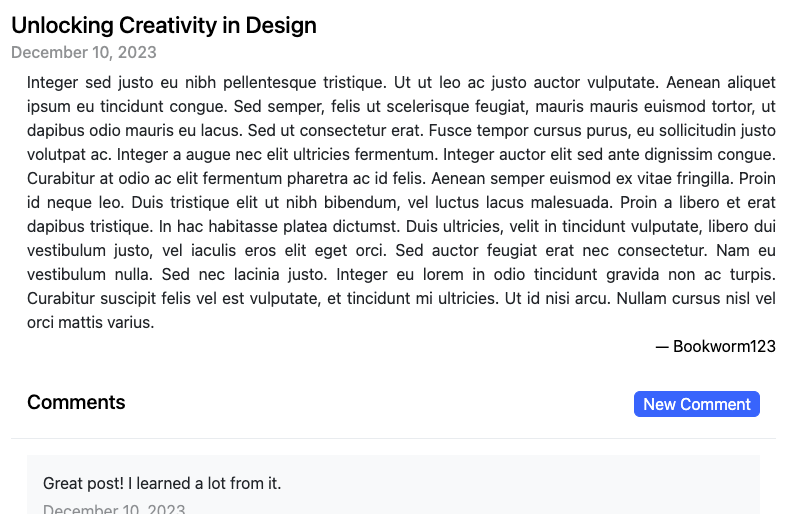 Unlocking Creativity in Design
December 10, 2023
Integer sed justo eu nibh pellentesque tristique. Ut ut leo ac justo auctor vulputate. Aenean aliquet
ipsum eu tincidunt congue. Sed semper, felis ut scelerisque feugiat, mauris mauris euismod tortor, ut
dapibus odio mauris eu lacus. Sed ut consectetur erat. Fusce tempor cursus purus, eu sollicitudin justo
volutpat ac. Integer a augue nec elit ultricies fermentum. Integer auctor elit sed ante dignissim congue.
Curabitur at odio ac elit fermentum pharetra ac id felis. Aenean semper euismod ex vitae fringilla. Proin
id neque leo. Duis tristique elit ut nibh bibendum, vel luctus lacus malesuada. Proin a libero et erat
dapibus tristique. In hac habitasse platea dictumst. Duis ultricies, velit in tincidunt vulputate, libero dui
vestibulum justo, vel iaculis eros elit eget orci. Sed auctor feugiat erat nec consectetur. Nam eu
vestibulum nulla. Sed nec lacinia justo. Integer eu lorem in odio tincidunt gravida non ac turpis.
Curabitur suscipit felis vel est vulputate, et tincidunt mi ultricies. Ut id nisi arcu. Nullam cursus nisl vel
orci mattis varius.
— Bookworm123
Comments
New Comment
Great post! I learned a lot from it.
December 10, 2023